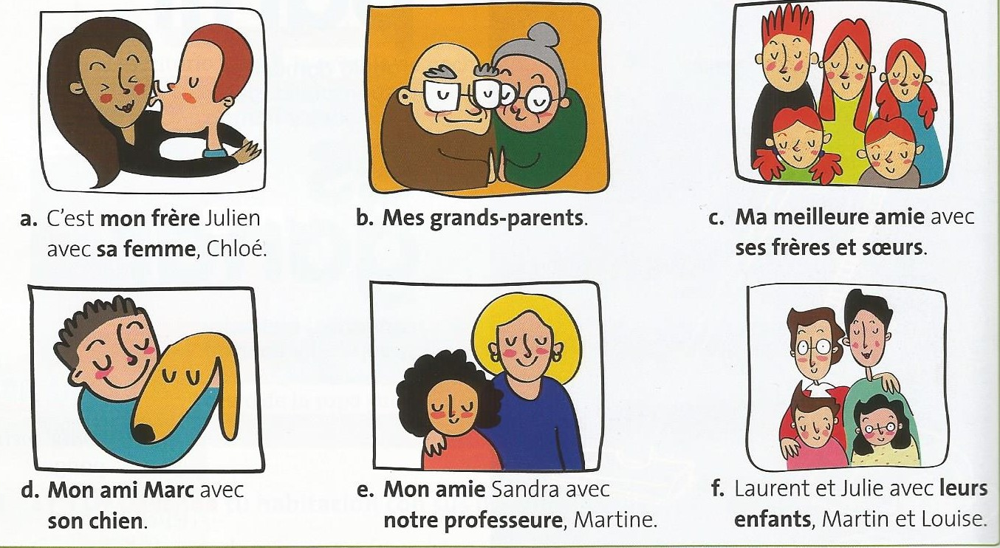 a. C'est mon frère Julien
avec sa femme, Chloé.
b. Mes grands-parents.
c. Ma meilleure amie avec
ses frères et sœurs.
d. Mon ami Marc avec
son chien.
e. Mon amie Sandra avec
notre professeure, Martine.
f. Laurent et Julie avec leurs
enfants, Martin et Louise.